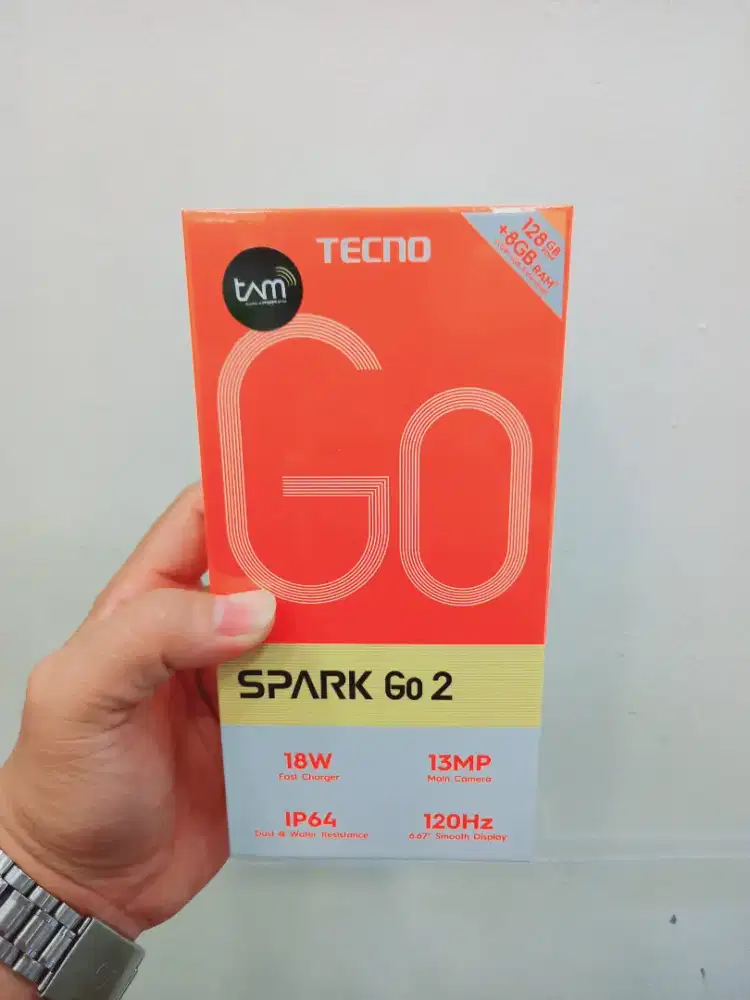 TECNO
tam
128GB
+8GB RAM
Go
SPARK Go 2
18W
Fast Charger
13MP
Main Camera
IP64
Dust & Water Resistance
120Hz
6.67" Smooth Display